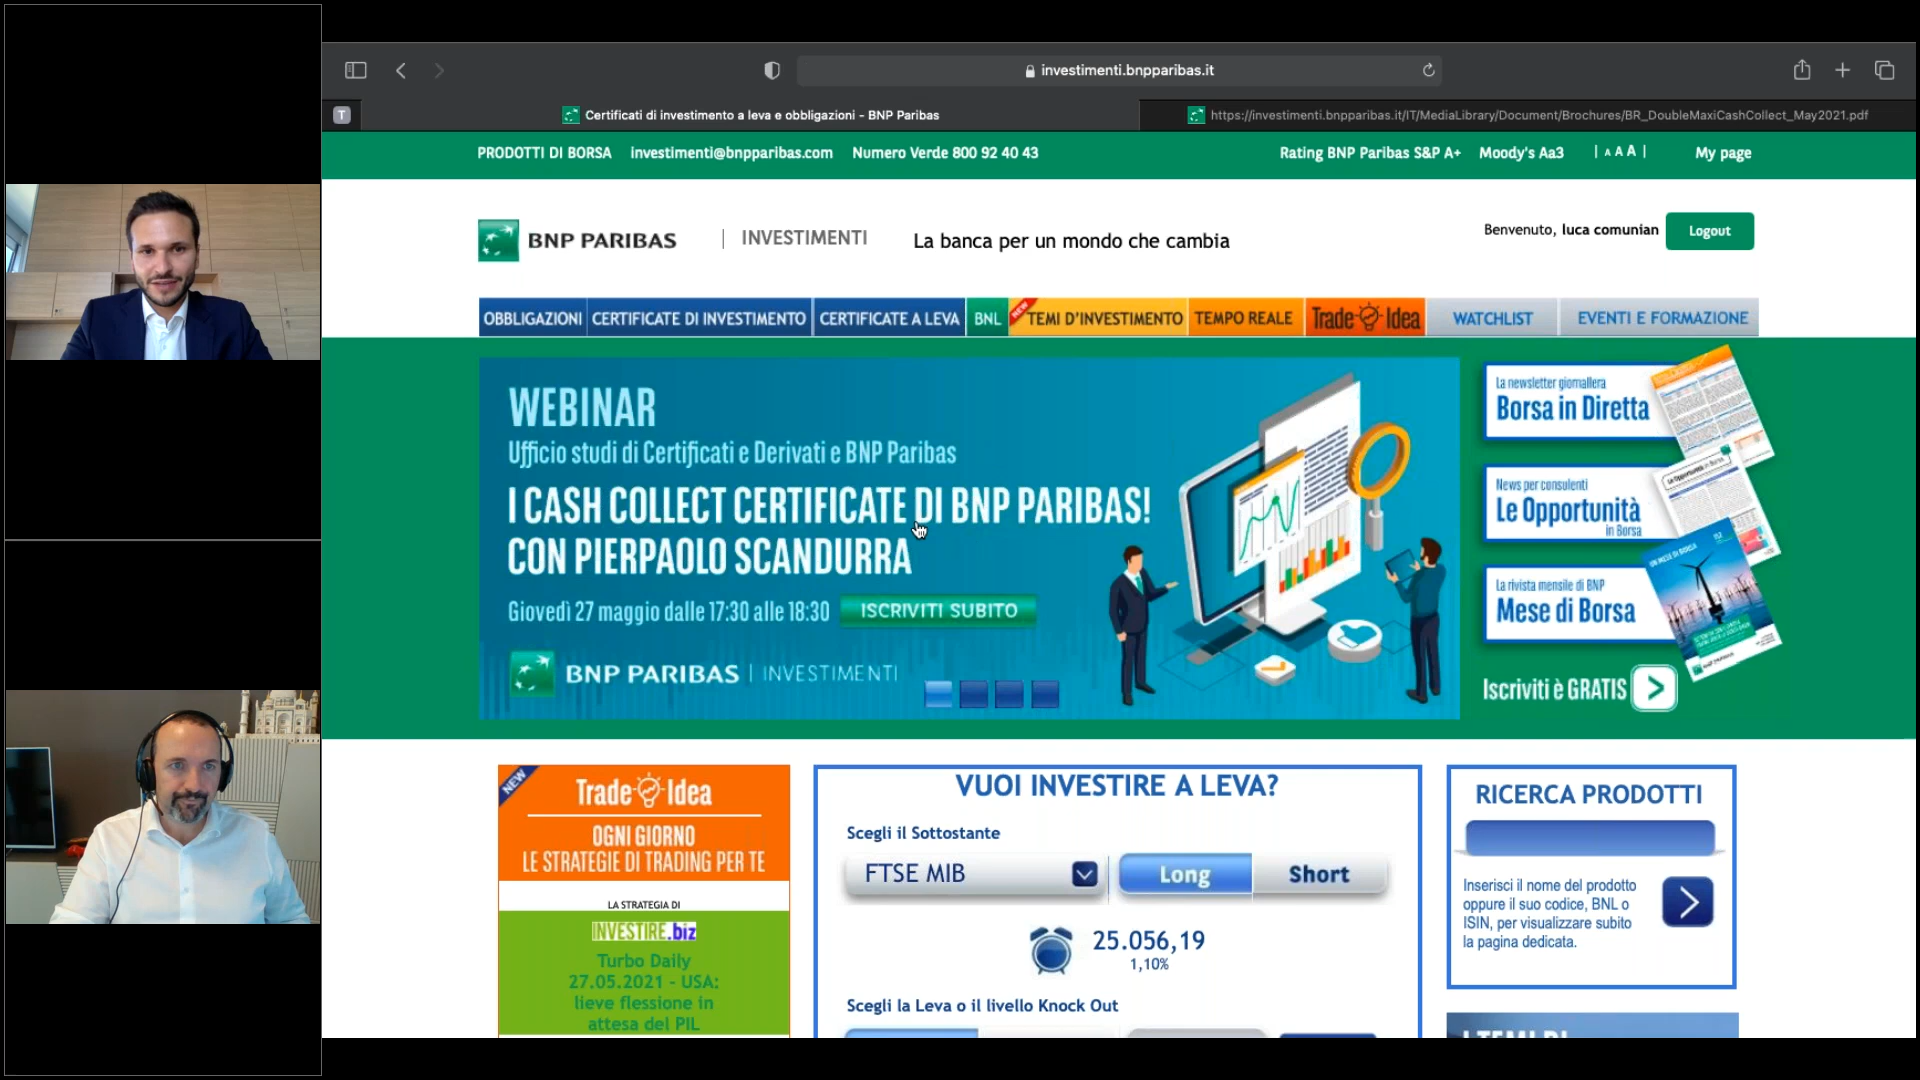 investimenti.bnpparibas.it
T
Certificati di investimento a leva e obbligazioni - BNP Paribas
https://investimenti.bnpparibas.it/IT/MediaLibrary/Document/Brochures/BR_DoubleMaxiCashCollect_May2021.pdf
PRODOTTI DI BORSA investimenti@bnpparibas.com Numero Verde 800 92 40 43
Rating BNP Paribas S&P A+ Moody's Aa3 | A A A | My page
BNP PARIBAS | INVESTIMENTI La banca per un mondo che cambia
Benvenuto, luca comunian Logout
OBBLIGAZIONI CERTIFICATE DI INVESTIMENTO CERTIFICATE A LEVA BNL NEW TEMI D'INVESTIMENTO TEMPO REALE Trade Idea WATCHLIST EVENTI E FORMAZIONE
WEBINAR
Ufficio studi di Certificati e Derivati e BNP Paribas
I CASH COLLECT CERTIFICATE DI BNP PARIBAS!
CON PIERPAOLO SCANDURRA
Giovedì 27 maggio dalle 17:30 alle 18:30 ISCRIVITI SUBITO
BNP PARIBAS | INVESTIMENTI
La newsletter giornaliera
Borsa in Diretta
News per consulenti
Le Opportunità
in Borsa
La rivista mensile di BNP
Mese di Borsa
Iscriviti è GRATIS
NEW
Trade Idea
OGNI GIORNO
LE STRATEGIE DI TRADING PER TE
LA STRATEGIA DI
INVESTIRE.biz
Turbo Daily
27.05.2021 - USA:
lieve flessione in
attesa del PIL
VUOI INVESTIRE A LEVA?
Scegli il Sottostante
FTSE MIB Long Short
25.056,19
1,10%
Scegli la Leva o il livello Knock Out
RICERCA PRODOTTI
Inserisci il nome del prodotto
oppure il suo codice, BNL o
ISIN, per visualizzare subito
la pagina dedicata.
I TEMI DI